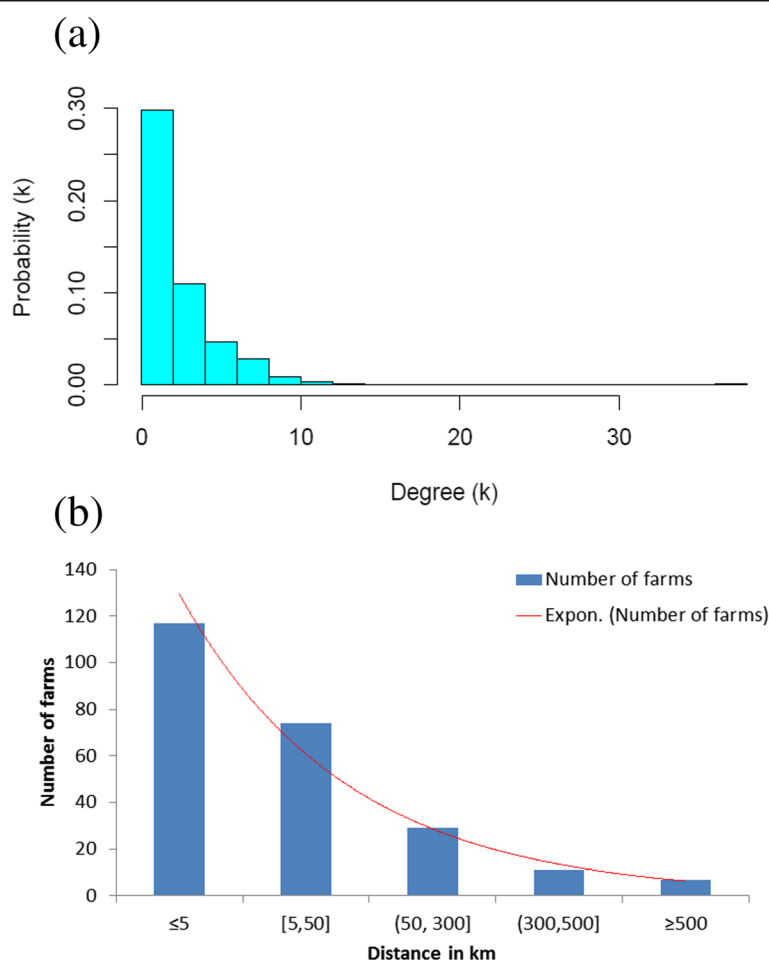 (a)
Probability (k)
0.30
0.20
0.10
0.00
0 10 20 30
Degree (k)
(b)
Number of farms
140
120
100
80
60
40
20
0
Number of farms
Expon. (Number of farms)
≤5 [5,50] (50, 300] (300,500] ≥500
Distance in km